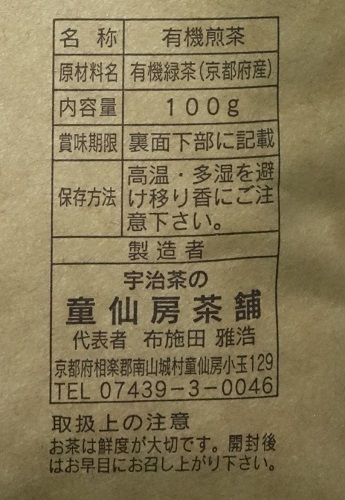 名称 有機煎茶
原材料名 有機緑茶(京都府産)
内容量 100g
賞味期限 裏面下部に記載
保存方法 高温・多湿を避
け移り香にご注
意下さい。
製造者
宇治茶の
童仙房茶舗
代表者 布施田 雅浩
京都府相楽郡南山城村童仙房小玉129
TEL 07439-3-0046
取扱上の注意
お茶は鮮度が大切です。開封後
はお早目にお召し上がり下さい。